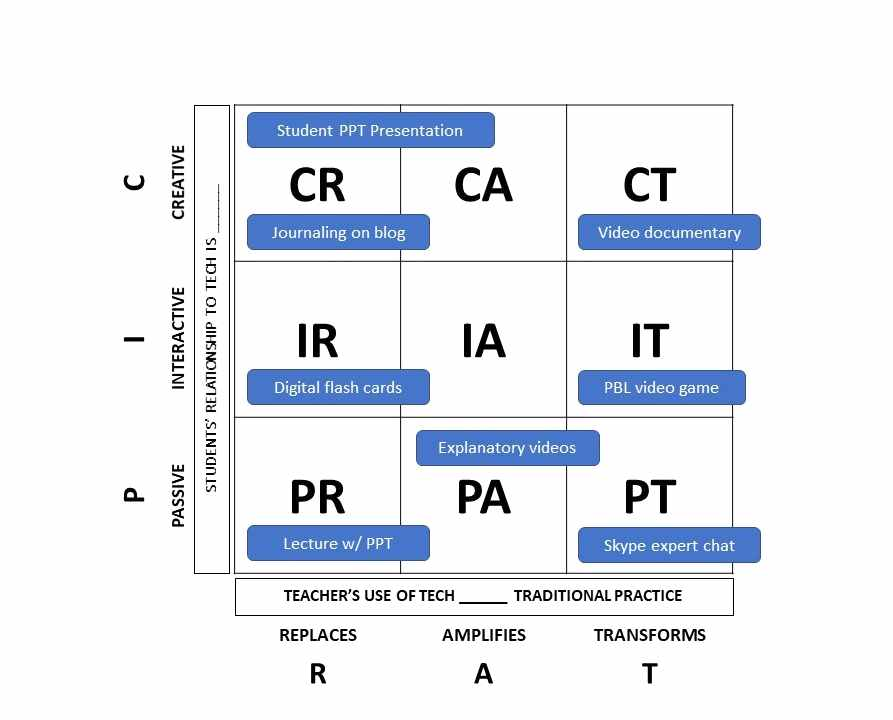 Student PPT Presentation
C
CREATIVE
CR
CA
CT
Journaling on blog
Video documentary
STUDENTS' RELATIONSHIP TO TECH IS ______
I
INTERACTIVE
IR
IA
IT
Digital flash cards
PBL video game
Explanatory videos
P
PASSIVE
PR
PA
PT
Lecture w/ PPT
Skype expert chat
TEACHER'S USE OF TECH ______ TRADITIONAL PRACTICE
REPLACES
AMPLIFIES
TRANSFORMS
R
A
T